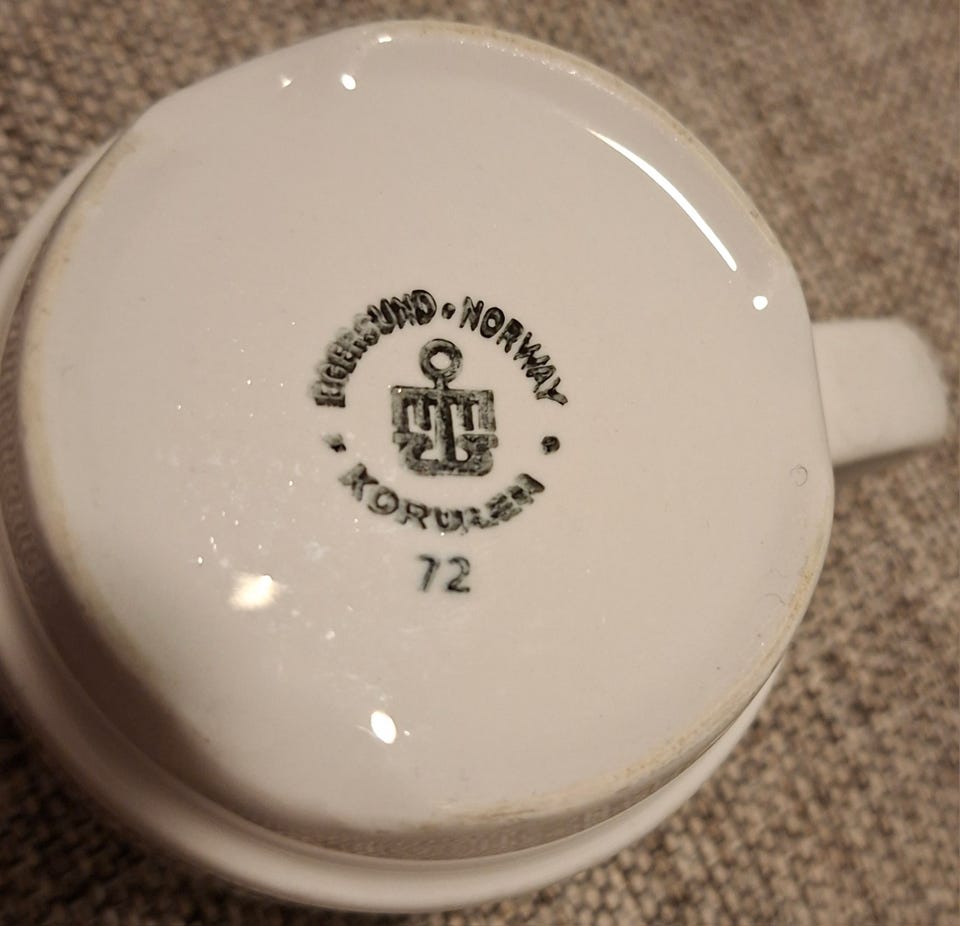 EGERSUND • NORWAY
KORULEN
72